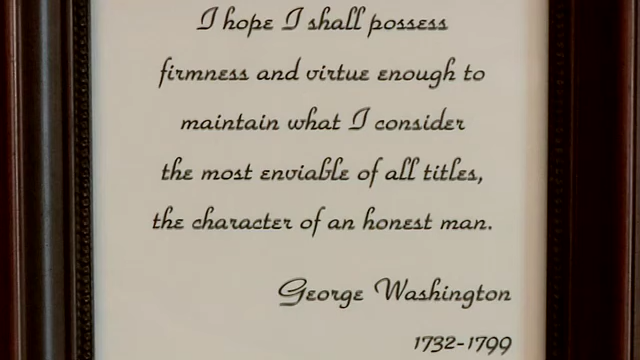 I hope I shall possess
firmness and virtue enough to
maintain what I consider
the most enviable of all titles,
the character of an honest man.
George Washington
1732-1799